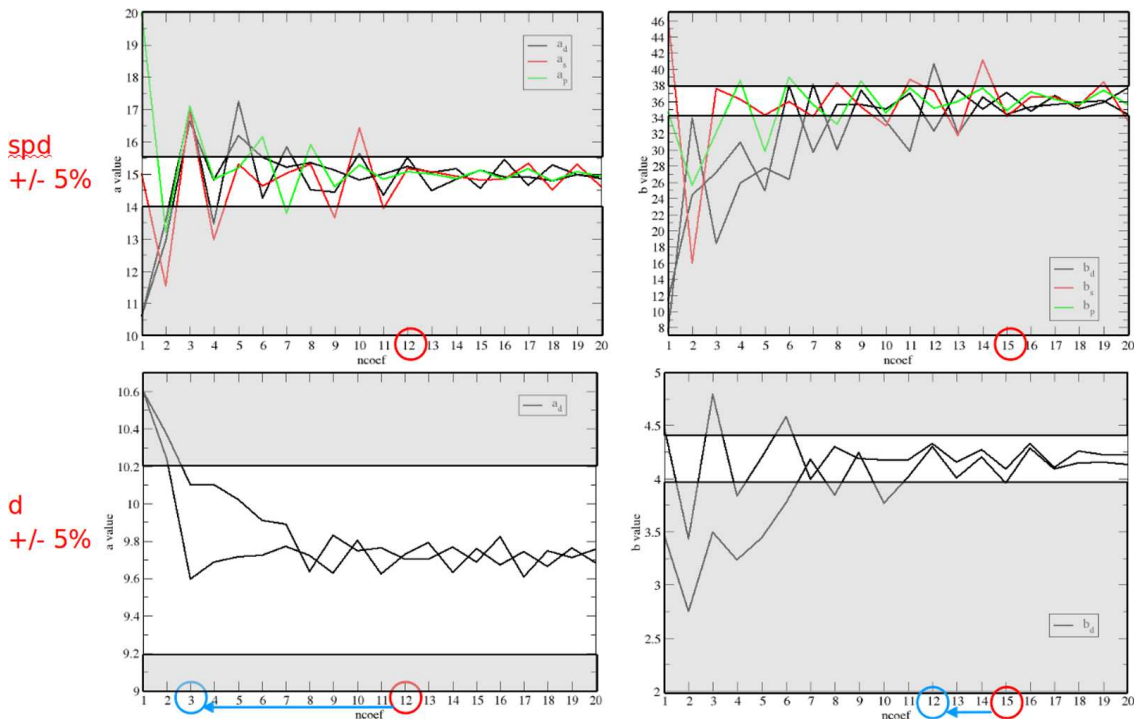 spd
+/- 5%
20
19
18
17
16
15
14
13
12
11
10
a value
a_d
a_s
a_p
1 2 3 4 5 6 7 8 9 10 11 12 13 14 15 16 17 18 19 20
ncoef
46
44
42
40
38
36
34
32
30
28
26
24
22
20
18
16
14
12
10
8
b value
b_d
b_s
b_p
1 2 3 4 5 6 7 8 9 10 11 12 13 14 15 16 17 18 19 20
ncoef
d
+/- 5%
10.6
10.4
10.2
10
9.8
9.6
9.4
9.2
9
a value
a_d
1 2 3 4 5 6 7 8 9 10 11 12 13 14 15 16 17 18 19 20
ncoef
5
4.5
4
3.5
3
2.5
2
b value
b_d
1 2 3 4 5 6 7 8 9 10 11 12 13 14 15 16 17 18 19 20
ncoef